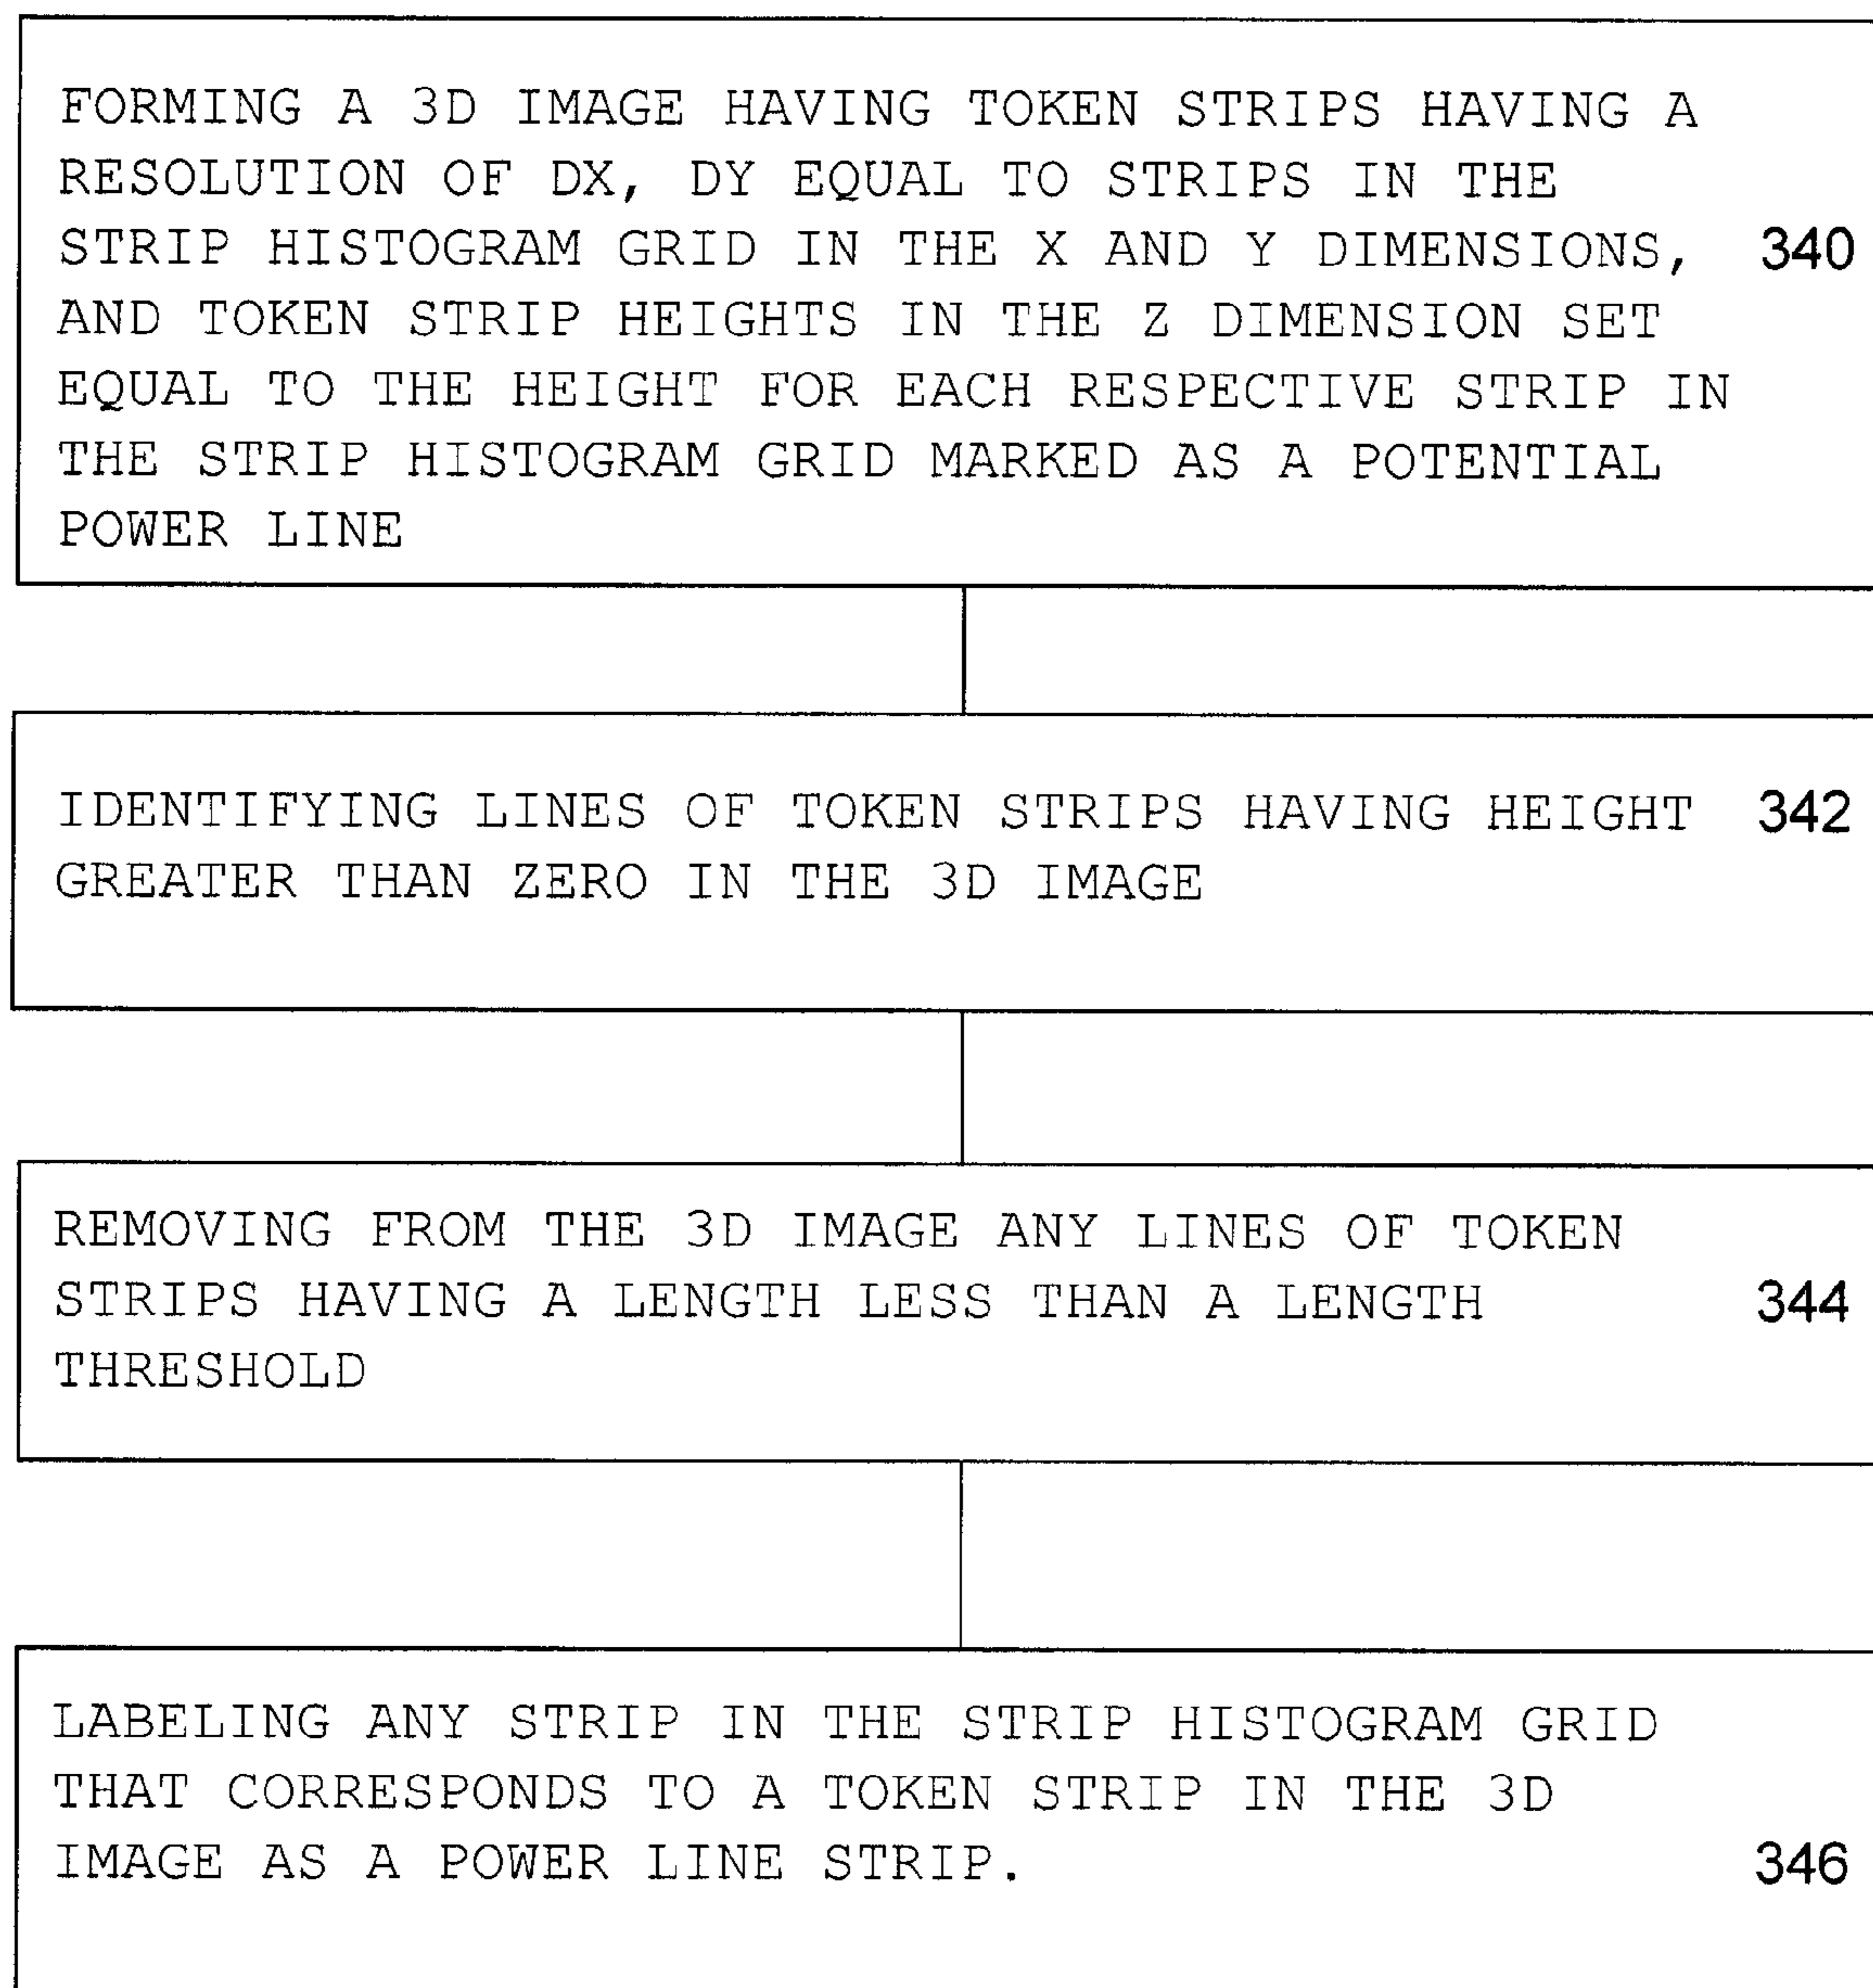 FORMING A 3D IMAGE HAVING TOKEN STRIPS HAVING A
RESOLUTION OF DX, DY EQUAL TO STRIPS IN THE
STRIP HISTOGRAM GRID IN THE X AND Y DIMENSIONS, 340
AND TOKEN STRIP HEIGHTS IN THE Z DIMENSION SET
EQUAL TO THE HEIGHT FOR EACH RESPECTIVE STRIP IN
THE STRIP HISTOGRAM GRID MARKED AS A POTENTIAL
POWER LINE
IDENTIFYING LINES OF TOKEN STRIPS HAVING HEIGHT 342
GREATER THAN ZERO IN THE 3D IMAGE
REMOVING FROM THE 3D IMAGE ANY LINES OF TOKEN
STRIPS HAVING A LENGTH LESS THAN A LENGTH 344
THRESHOLD
LABELING ANY STRIP IN THE STRIP HISTOGRAM GRID
THAT CORRESPONDS TO A TOKEN STRIP IN THE 3D
IMAGE AS A POWER LINE STRIP. 346